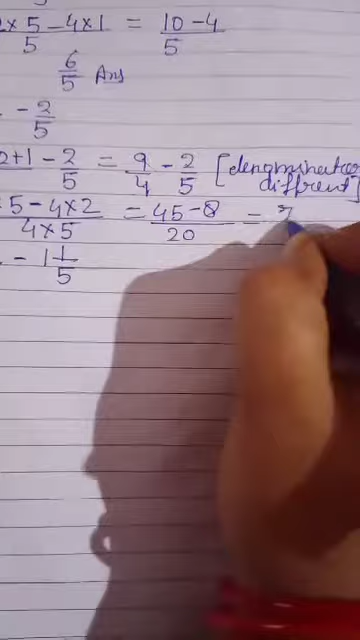 2 × 5 - 4 × 1 / 5 = 10 - 4 / 5
6/5 Ans
- 2/5
2+1 - 2/5 = 9/4 - 2/5 [denominator diffrent
5 - 4×2 / 4×5 = 45 - 8 / 20 =
- 1 1/5